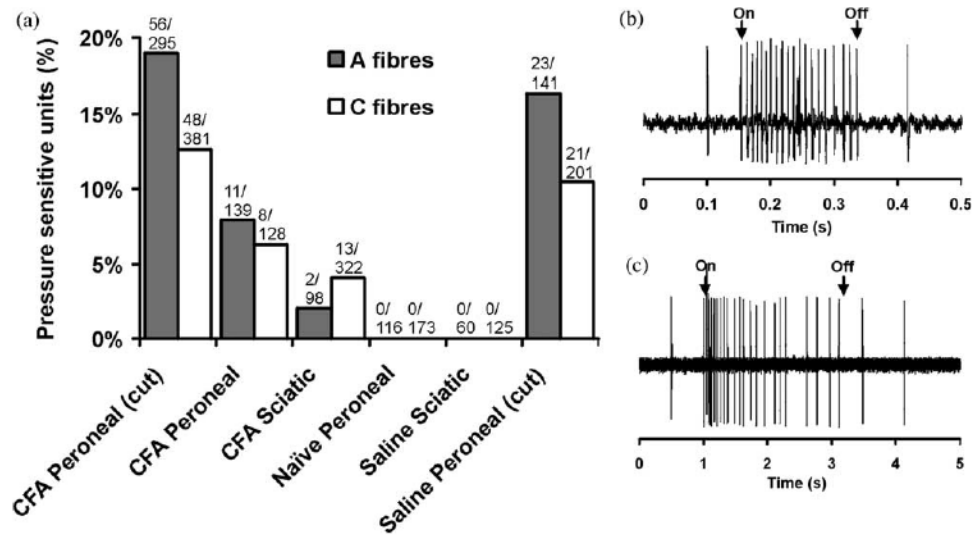 (a)
Pressure sensitive units (%)
20%
15%
10%
5%
0%
56/
295
48/
381
11/
139
8/
128
2/
98
13/
322
0/
116
0/
173
0/
60
0/
125
23/
141
21/
201
A fibres
C fibres
CFA Peroneal (cut)
CFA Peroneal
CFA Sciatic
Naïve Peroneal
Saline Sciatic
Saline Peroneal (cut)
(b)
On
Off
0 0.1 0.2 0.3 0.4 0.5
Time (s)
(c)
On
Off
0 1 2 3 4 5
Time (s)